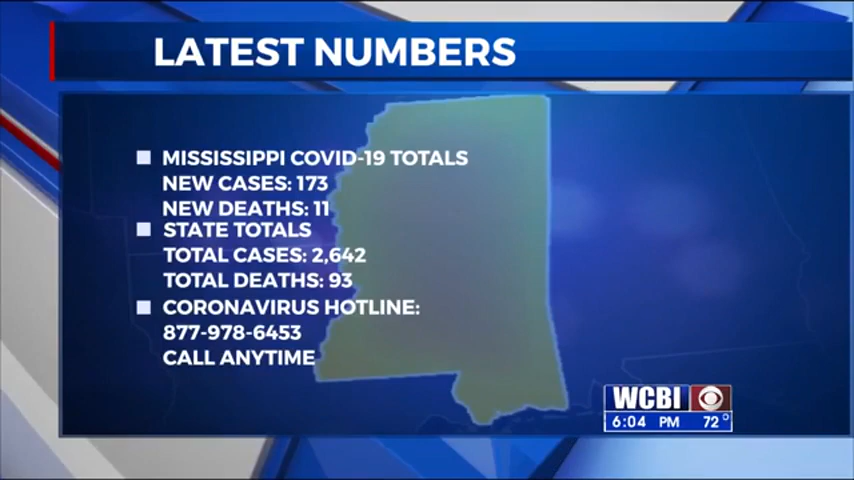 LATEST NUMBERS
MISSISSIPPI COVID-19 TOTALS
NEW CASES: 173
NEW DEATHS: 11
STATE TOTALS
TOTAL CASES: 2,642
TOTAL DEATHS: 93
CORONAVIRUS HOTLINE:
877-978-6453
CALL ANYTIME
WCBI
6:04 PM 72°